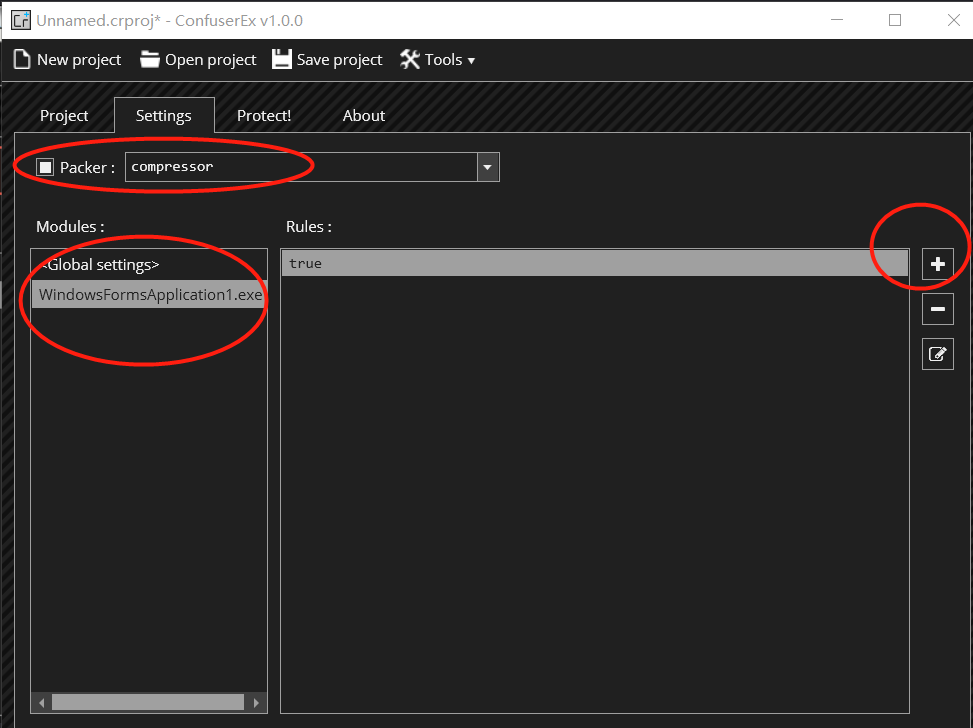 Unnamed.crproj* - ConfuserEx v1.0.0
New project Open project Save project Tools
Project Settings Protect! About
Packer : compressor
Modules : Rules :
<Global settings> true
WindowsFormsApplication1.exe